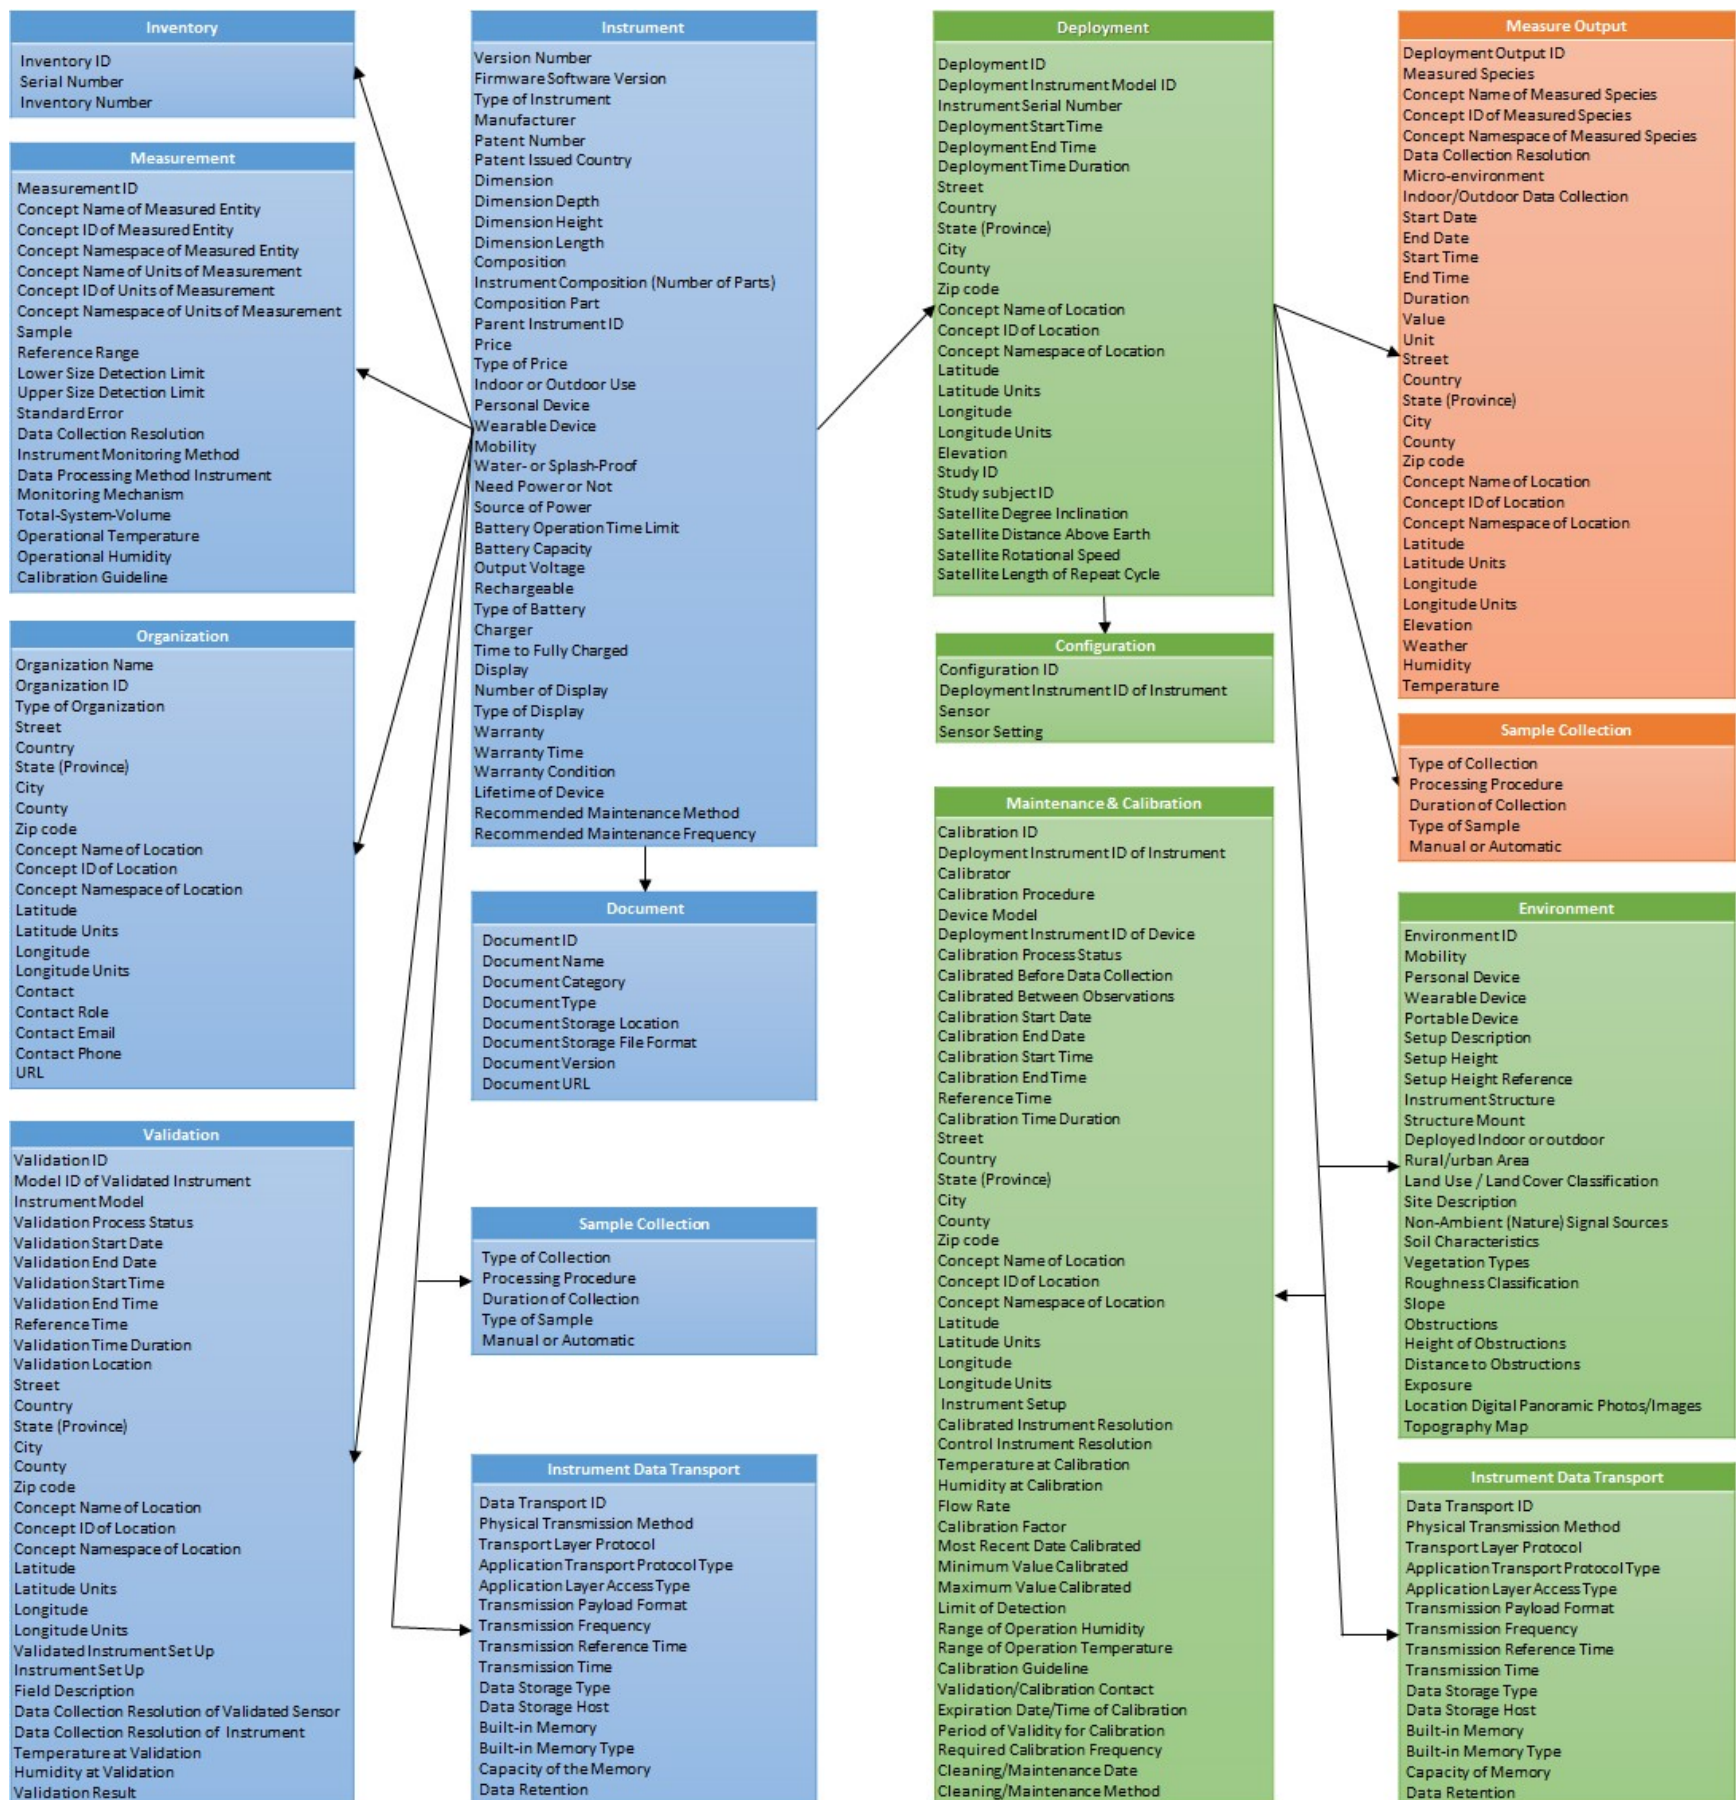 Inventory
Inventory ID
Serial Number
Inventory Number
Measurement
Measurement ID
Concept Name of Measured Entity
Concept ID of Measured Entity
Concept Namespace of Measured Entity
Concept Name of Units of Measurement
Concept ID of Units of Measurement
Concept Namespace of Units of Measurement
Sample
Reference Range
Lower Size Detection Limit
Upper Size Detection Limit
Standard Error
Data Collection Resolution
Instrument Monitoring Method
Data Processing Method Instrument
Monitoring Mechanism
Total-System-Volume
Operational Temperature
Operational Humidity
Calibration Guideline
Organization
Organization Name
Organization ID
Type of Organization
Street
Country
State (Province)
City
County
Zip code
Concept Name of Location
Concept ID of Location
Concept Namespace of Location
Latitude
Latitude Units
Longitude
Longitude Units
Contact
Contact Role
Contact Email
Contact Phone
URL
Validation
Validation ID
Model ID of Validated Instrument
Instrument Model
Validation Process Status
Validation Start Date
Validation End Date
Validation Start Time
Validation End Time
Reference Time
Validation Time Duration
Validation Location
Street
Country
State (Province)
City
County
Zip code
Concept Name of Location
Concept ID of Location
Concept Namespace of Location
Latitude
Latitude Units
Longitude
Longitude Units
Validated Instrument Set Up
Instrument Set Up
Field Description
Data Collection Resolution of Validated Sensor
Data Collection Resolution of Instrument
Temperature at Validation
Humidity at Validation
Validation Result
Instrument
Version Number
Firmware Software Version
Type of Instrument
Manufacturer
Patent Number
Patent Issued Country
Dimension
Dimension Depth
Dimension Height
Dimension Length
Composition
Instrument Composition (Number of Parts)
Composition Part
Parent Instrument ID
Price
Type of Price
Indoor or Outdoor Use
Personal Device
Wearable Device
Mobility
Water- or Splash-Proof
Need Power or Not
Source of Power
Battery Operation Time Limit
Battery Capacity
Output Voltage
Rechargeable
Type of Battery
Charger
Time to Fully Charged
Display
Number of Display
Type of Display
Warranty
Warranty Time
Warranty Condition
Lifetime of Device
Recommended Maintenance Method
Recommended Maintenance Frequency
Document
Document ID
Document Name
Document Category
Document Type
Document Storage Location
Document Storage File Format
Document Version
Document URL
Sample Collection
Type of Collection
Processing Procedure
Duration of Collection
Type of Sample
Manual or Automatic
Instrument Data Transport
Data Transport ID
Physical Transmission Method
Transport Layer Protocol
Application Transport Protocol Type
Application Layer Access Type
Transmission Payload Format
Transmission Frequency
Transmission Reference Time
Transmission Time
Data Storage Type
Data Storage Host
Built-in Memory
Built-in Memory Type
Capacity of the Memory
Data Retention
Deployment
Deployment ID
Deployment Instrument Model ID
Instrument Serial Number
Deployment Start Time
Deployment End Time
Deployment Time Duration
Street
Country
State (Province)
City
County
Zip code
Concept Name of Location
Concept ID of Location
Concept Namespace of Location
Latitude
Latitude Units
Longitude
Longitude Units
Elevation
Study ID
Study subject ID
Satellite Degree Inclination
Satellite Distance Above Earth
Satellite Rotational Speed
Satellite Length of Repeat Cycle
Configuration
Configuration ID
Deployment Instrument ID of Instrument
Sensor
Sensor Setting
Maintenance & Calibration
Calibration ID
Deployment Instrument ID of Instrument
Calibrator
Calibration Procedure
Device Model
Deployment Instrument ID of Device
Calibration Process Status
Calibrated Before Data Collection
Calibrated Between Observations
Calibration Start Date
Calibration End Date
Calibration Start Time
Calibration End Time
Reference Time
Calibration Time Duration
Street
Country
State (Province)
City
County
Zip code
Concept Name of Location
Concept ID of Location
Concept Namespace of Location
Latitude
Latitude Units
Longitude
Longitude Units
Instrument Setup
Calibrated Instrument Resolution
Control Instrument Resolution
Temperature at Calibration
Humidity at Calibration
Flow Rate
Calibration Factor
Most Recent Date Calibrated
Minimum Value Calibrated
Maximum Value Calibrated
Limit of Detection
Range of Operation Humidity
Range of Operation Temperature
Calibration Guideline
Validation/Calibration Contact
Expiration Date/Time of Calibration
Period of Validity for Calibration
Required Calibration Frequency
Cleaning/Maintenance Date
Cleaning/Maintenance Method
Measure Output
Deployment Output ID
Measured Species
Concept Name of Measured Species
Concept ID of Measured Species
Concept Namespace of Measured Species
Data Collection Resolution
Micro-environment
Indoor/Outdoor Data Collection
Start Date
End Date
Start Time
End Time
Duration
Value
Unit
Street
Country
State (Province)
City
County
Zip code
Concept Name of Location
Concept ID of Location
Concept Namespace of Location
Latitude
Latitude Units
Longitude
Longitude Units
Elevation
Weather
Humidity
Temperature
Sample Collection
Type of Collection
Processing Procedure
Duration of Collection
Type of Sample
Manual or Automatic
Environment
Environment ID
Mobility
Personal Device
Wearable Device
Portable Device
Setup Description
Setup Height
Setup Height Reference
Instrument Structure
Structure Mount
Deployed Indoor or outdoor
Rural/urban Area
Land Use / Land Cover Classification
Site Description
Non-Ambient (Nature) Signal Sources
Soil Characteristics
Vegetation Types
Roughness Classification
Slope
Obstructions
Height of Obstructions
Distance to Obstructions
Exposure
Location Digital Panoramic Photos/Images
Topography Map
Instrument Data Transport
Data Transport ID
Physical Transmission Method
Transport Layer Protocol
Application Transport Protocol Type
Application Layer Access Type
Transmission Payload Format
Transmission Frequency
Transmission Reference Time
Transmission Time
Data Storage Type
Data Storage Host
Built-in Memory
Built-in Memory Type
Capacity of Memory
Data Retention